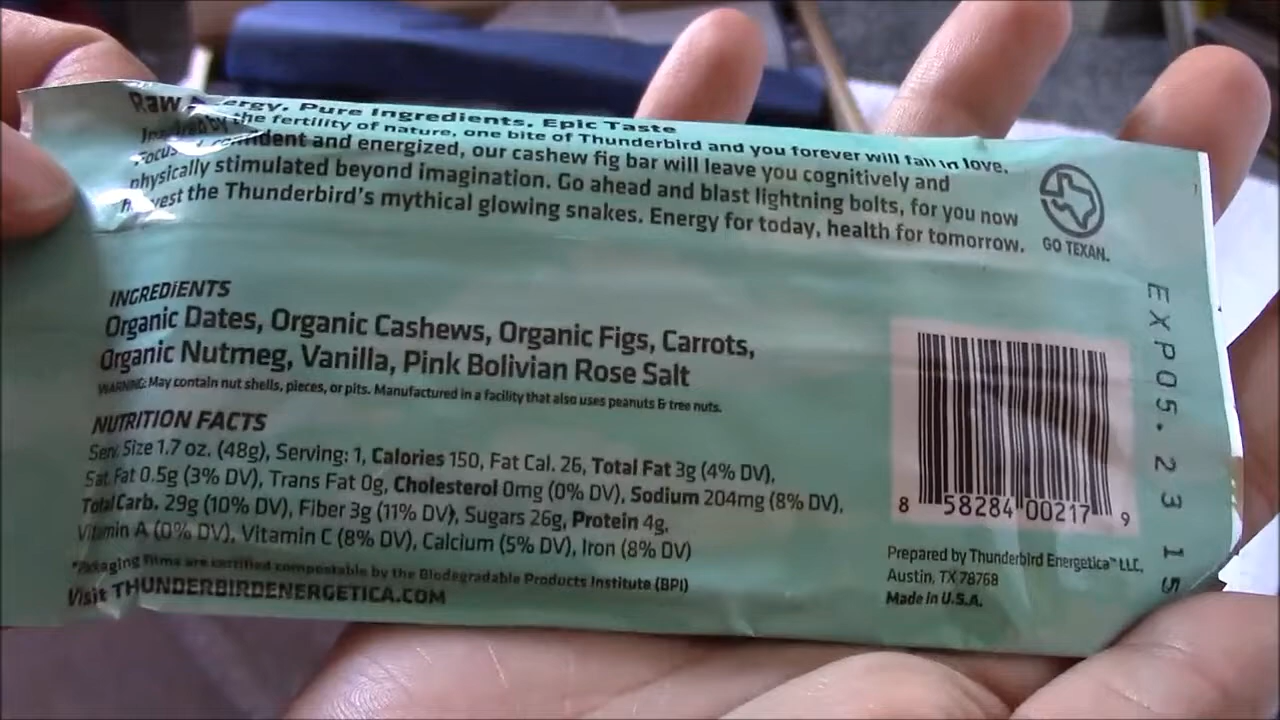 Raw Energy. Pure Ingredients. Epic Taste
Inspired by the fertility of nature, one bite of Thunderbird and you forever will fall in love.
Focused, confident and energized, our cashew fig bar will leave you cognitively and
physically stimulated beyond imagination. Go ahead and blast lightning bolts, for you now
harvest the Thunderbird's mythical glowing snakes. Energy for today, health for tomorrow.
GO TEXAN.
INGREDiENTS
Organic Dates, Organic Cashews, Organic Figs, Carrots,
Organic Nutmeg, Vanilla, Pink Bolivian Rose Salt
WARNING: May contain nut shells, pieces, or pits. Manufactured in a facility that also uses peanuts & tree nuts.
NUTRITION FACTS
Serv. Size 1.7 oz. (48g), Serving: 1, Calories 150, Fat Cal. 26, Total Fat 3g (4% DV),
Sat. Fat 0.5g (3% DV), Trans Fat 0g, Cholesterol 0mg (0% DV), Sodium 204mg (8% DV),
Total Carb. 29g (10% DV), Fiber 3g (11% DV), Sugars 26g, Protein 4g,
Vitamin A (0% DV), Vitamin C (8% DV), Calcium (5% DV), Iron (8% DV)
*Packaging films are certified compostable by the Biodegradable Products Institute (BPI)
Visit THUNDERBIRDENERGETICA.COM
8 58284 00217 9
Prepared by Thunderbird Energetica™ LLC,
Austin, TX 78768
Made in U.S.A.
EXP05.23 15